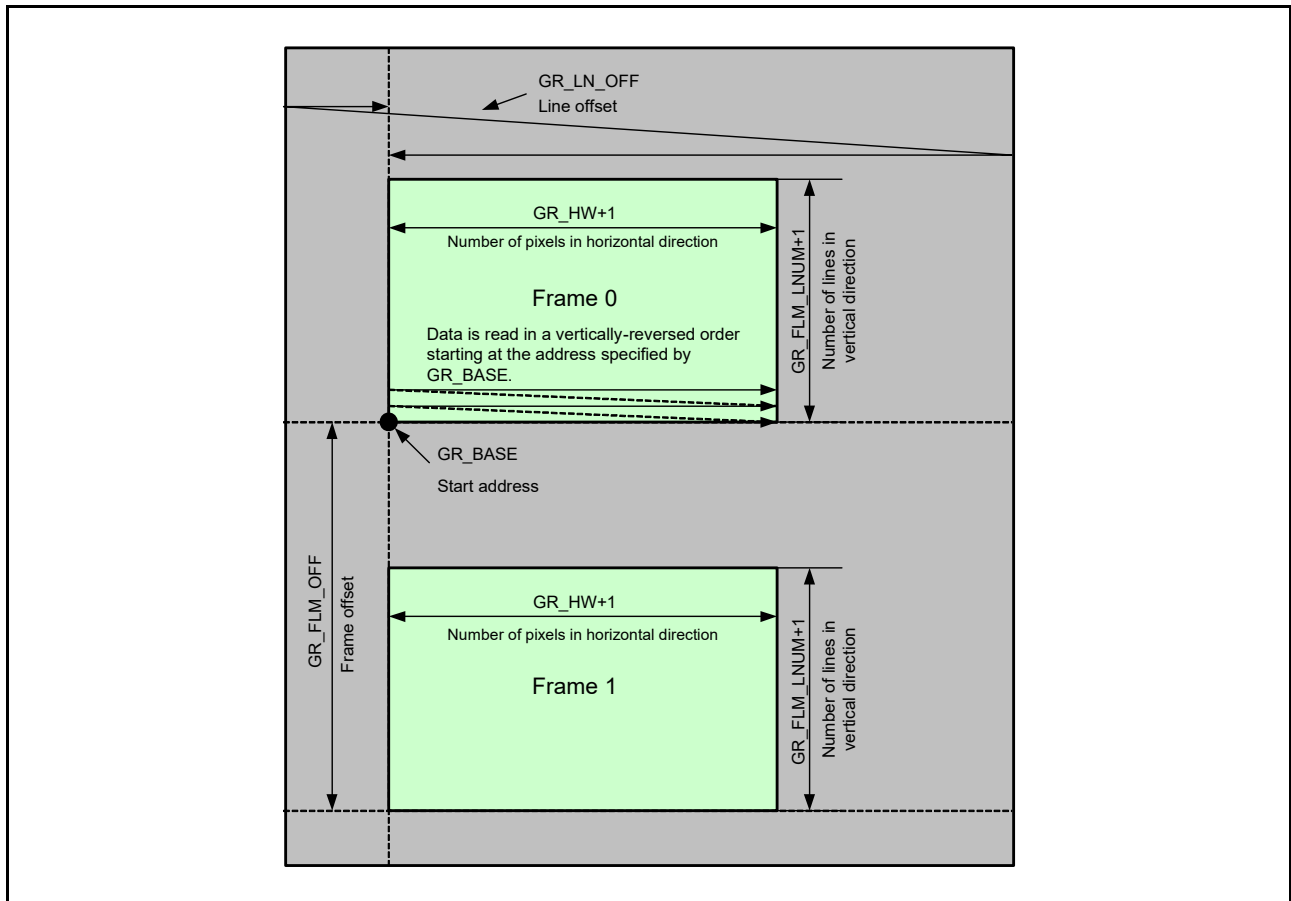 GR_LN_OFF
Line offset
GR_HW+1
Number of pixels in horizontal direction
Frame 0
Data is read in a vertically-reversed order
starting at the address specified by
GR_BASE.
GR_FLM_LNUM+1
Number of lines in
vertical direction
GR_BASE
Start address
GR_FLM_OFF
Frame offset
GR_HW+1
Number of pixels in horizontal direction
Frame 1
GR_FLM_LNUM+1
Number of lines in
vertical direction